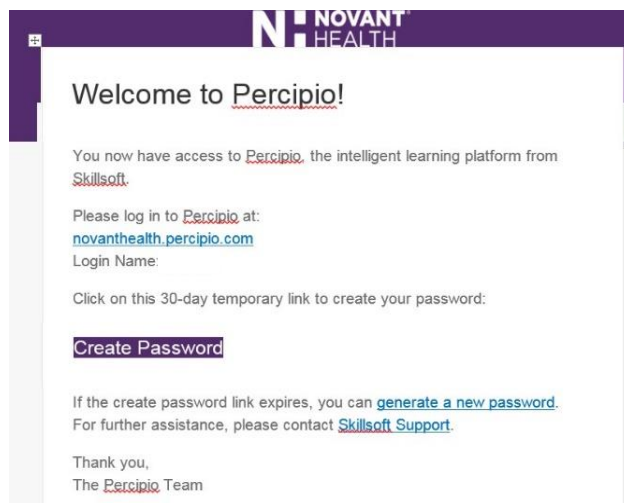 NOVANT®
HEALTH
Welcome to Percipio!
You now have access to Percipio, the intelligent learning platform from
Skillsoft.
Please log in to Percipio at:
novanthealth.percipio.com
Login Name:
Click on this 30-day temporary link to create your password:
Create Password
If the create password link expires, you can generate a new password.
For further assistance, please contact Skillsoft Support.
Thank you,
The Percipio Team